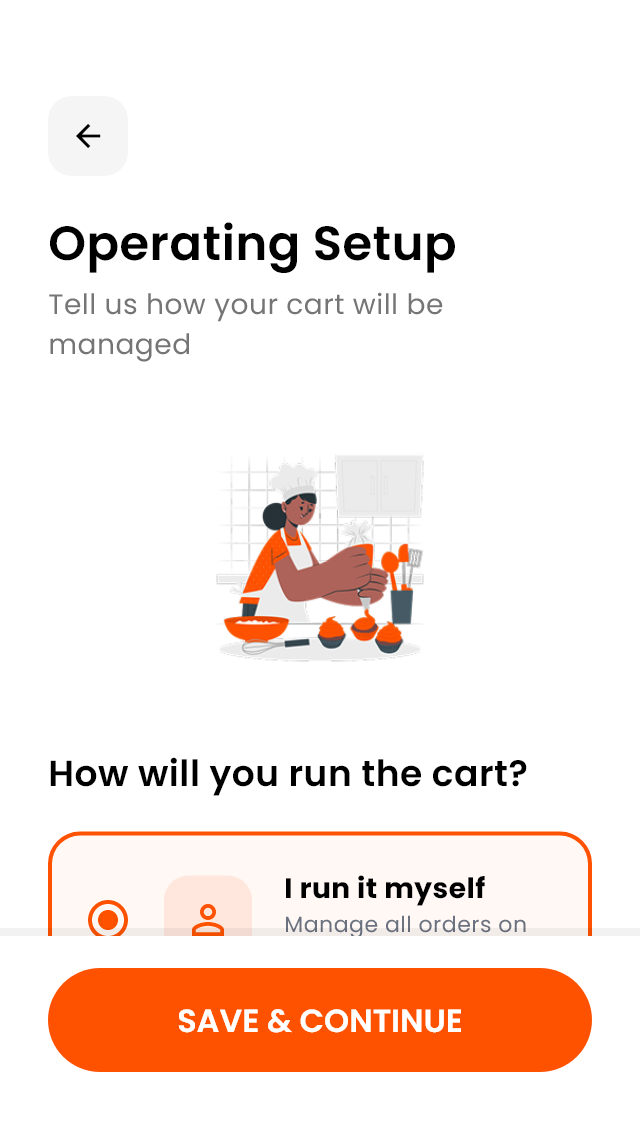 Operating Setup
Tell us how your cart will be
managed
How will you run the cart?
I run it myself
Manage all orders on
SAVE & CONTINUE